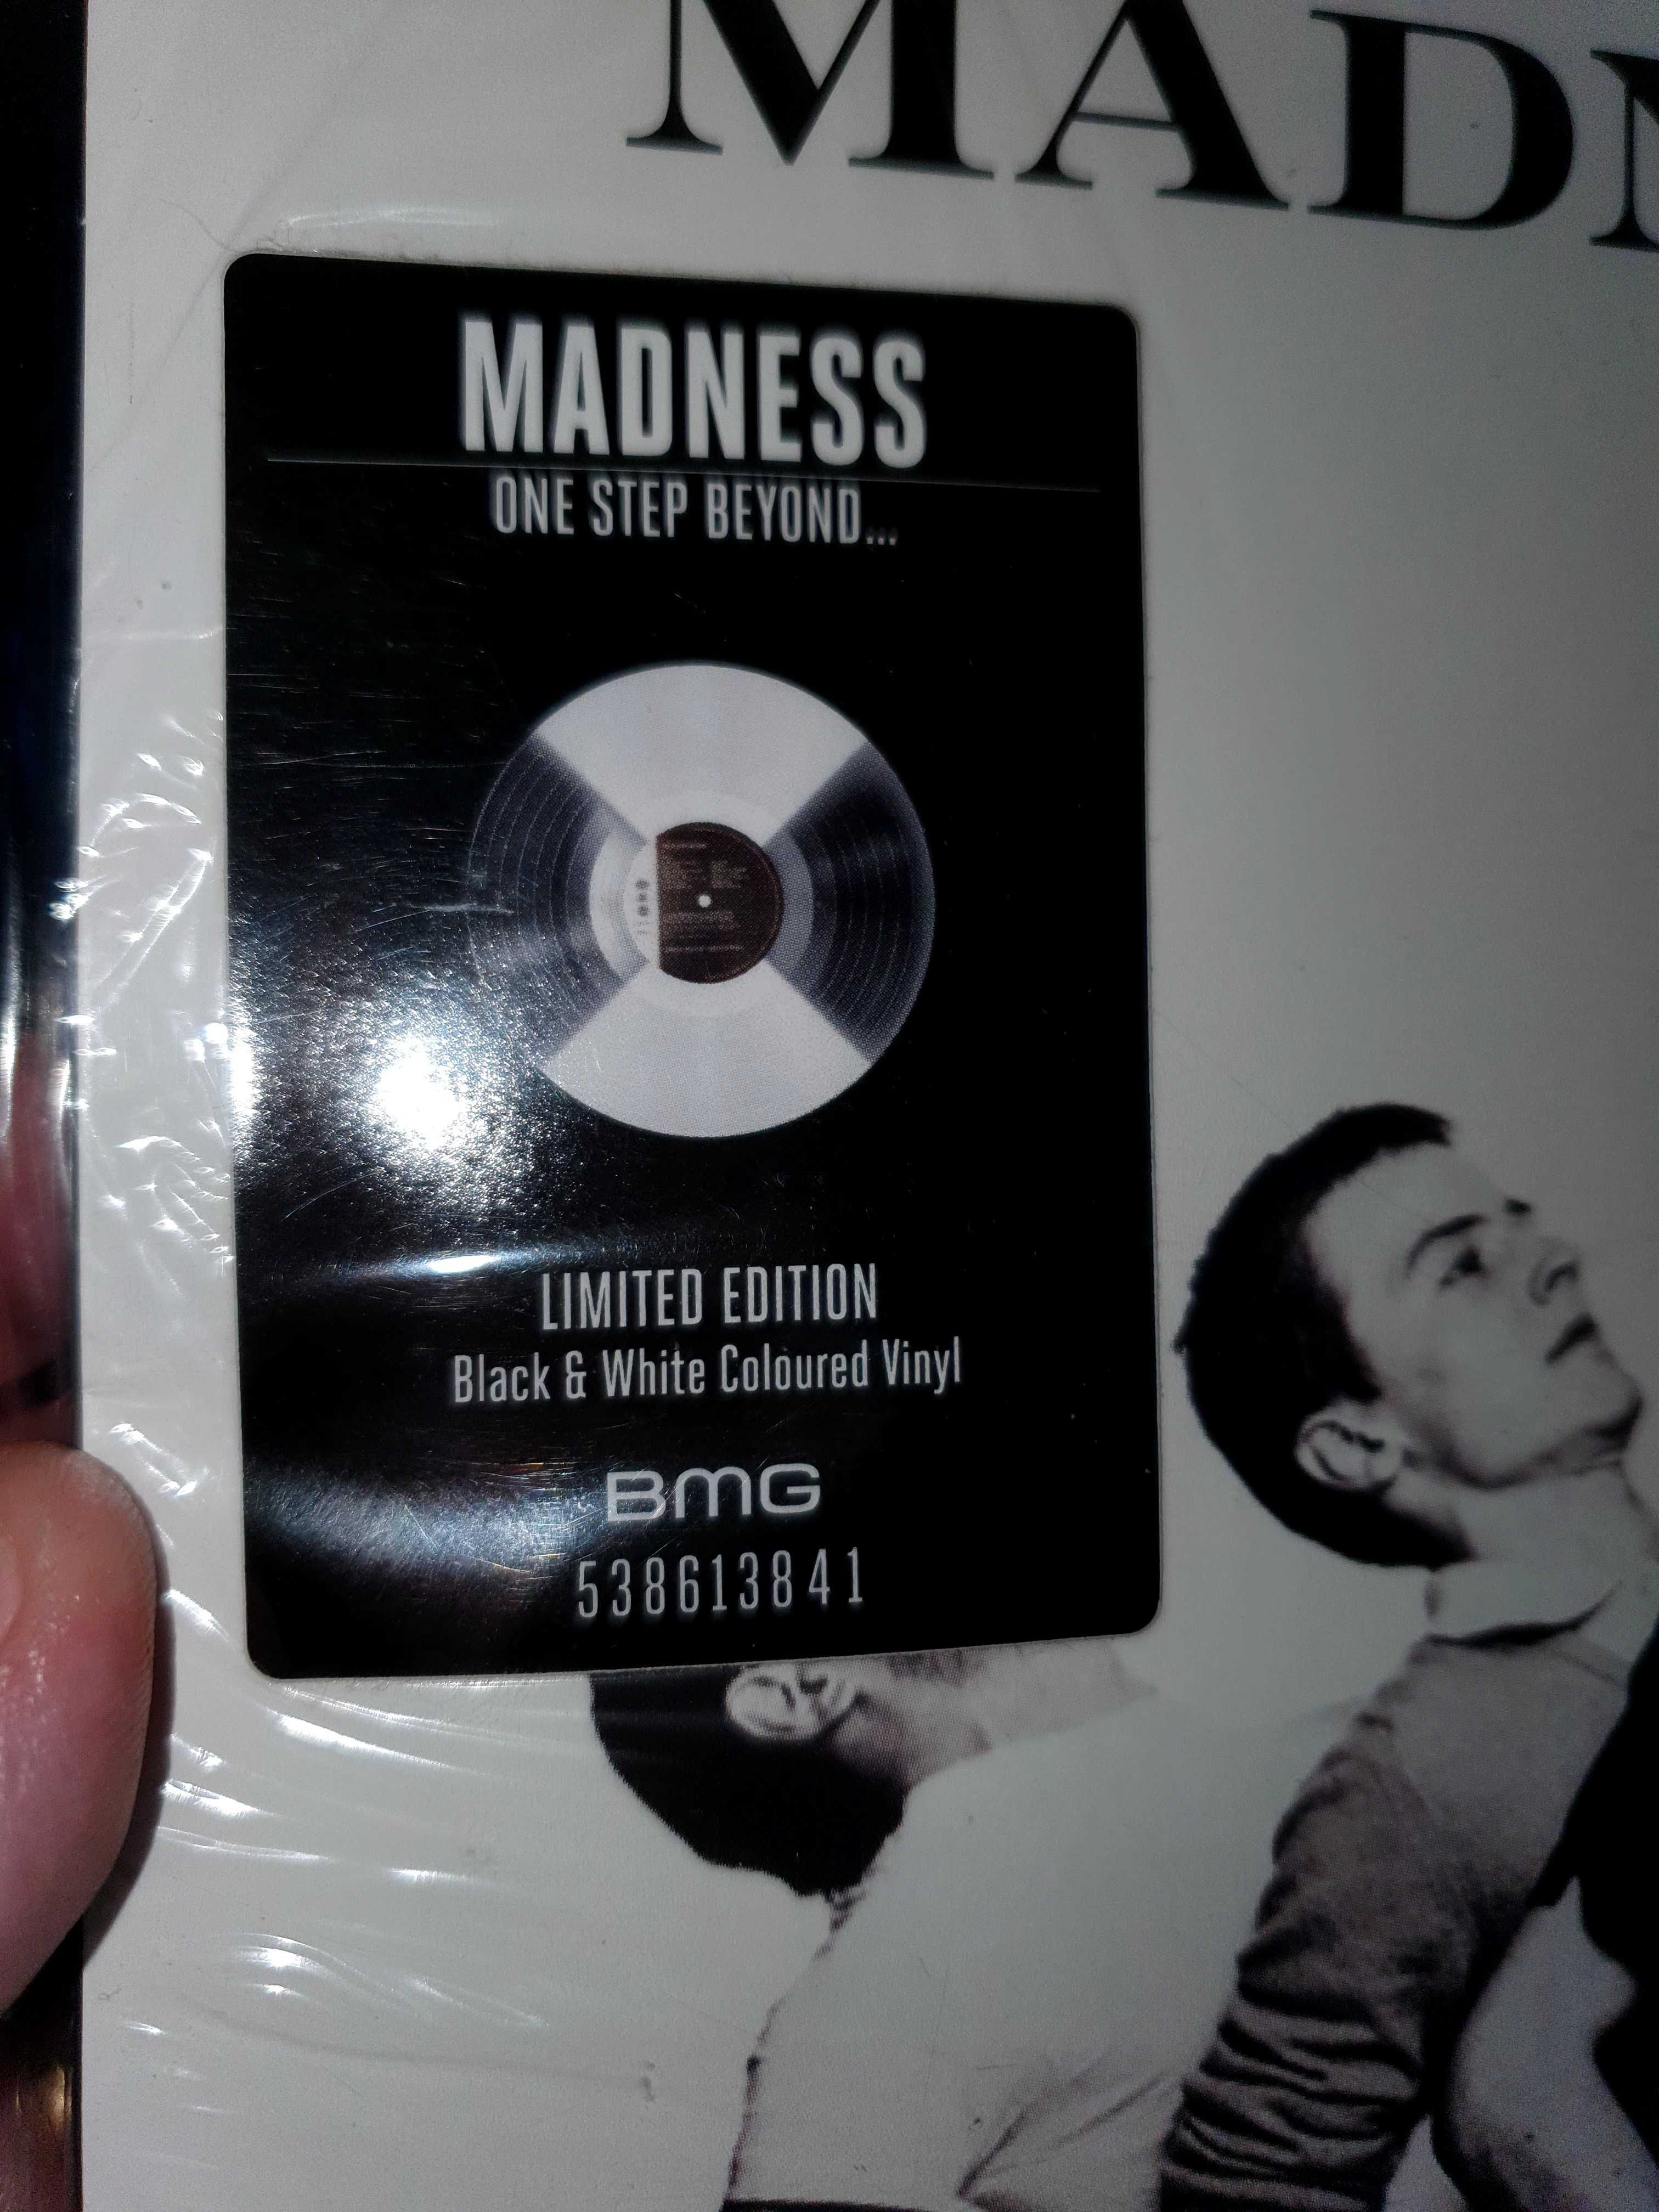 MADN
MADNESS
ONE STEP BEYOND...
LIMITED EDITION
Black & White Coloured Vinyl
BMG
538613841